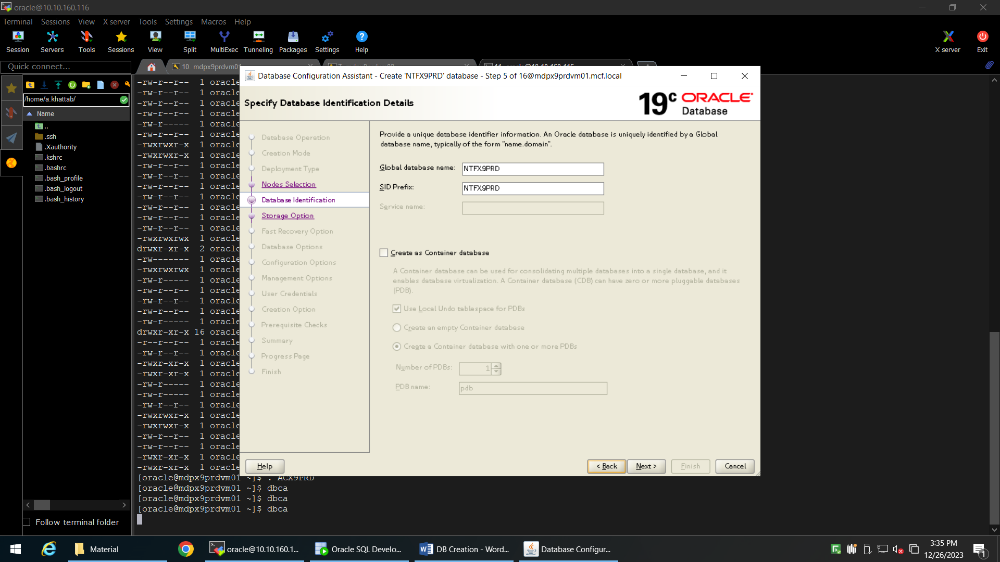 oracle@10.10.160.116
Terminal Sessions View X server Tools Settings Macros Help
Session Servers Tools Sessions View Split MultiExec Tunneling Packages Settings Help X server Exit
Quick connect...
10. mdpx9prdvm01
/home/a.khattab/
Name
..
.ssh
.Xauthority
.kshrc
.bashrc
.bash_profile
.bash_logout
.bash_history
Follow terminal folder
-rw-r--r-- 1 oracle
-rw-r--r-- 1 oracle
-rw-r--r-- 1 oracle
-rw-r--r-- 1 oracle
-rw-r----- 1 oracle
-rw-r--r-- 1 oracle
-rwxrwxr-x 1 oracle
-rwxrwxr-x 1 oracle
-rw-r--r-- 1 oracle
-rw-r--r-- 1 oracle
-rw-r--r-- 1 oracle
-rw-r--r-- 1 oracle
-rw-r--r-- 1 oracle
-rw-r--r-- 1 oracle
-rw-r--r-- 1 oracle
-rwxrwxrwx 1 oracle
drwxr-xr-x 2 oracle
-rw------- 1 oracle
-rwxrwxrwx 1 oracle
-rw-r----- 1 oracle
-rw-r--r-- 1 oracle
-rw-r--r-- 1 oracle
-rw-r--r-- 1 oracle
-rw-r----- 1 oracle
drwxr-xr-x 16 oracle
-r--r--r-- 1 oracle
-rw-r--r-- 1 oracle
-rwxr-xr-x 1 oracle
-rwxr-xr-x 1 oracle
-rw-r----- 1 oracle
-rw-r----- 1 oracle
-rw-r--r-- 1 oracle
-rwxrwxr-x 1 oracle
-rwxrwxr-x 1 oracle
-rw-r--r-- 1 oracle
-rw-r--r-- 1 oracle
-rwxr-xr-x 1 oracle
-rwxr-xr-x 1 oracle
[oracle@mdpx9prdvm01 ~]$ . ACX9PRD
[oracle@mdpx9prdvm01 ~]$ dbca
[oracle@mdpx9prdvm01 ~]$ dbca
[oracle@mdpx9prdvm01 ~]$ dbca
Database Configuration Assistant - Create 'NTFX9PRD' database - Step 5 of 16@mdpx9prdvm01.mcf.local
Specify Database Identification Details
19c ORACLE
Database
Database Operation
Creation Mode
Deployment Type
Nodes Selection
Database Identification
Storage Option
Fast Recovery Option
Database Options
Configuration Options
Management Options
User Credentials
Creation Option
Prerequisite Checks
Summary
Progress Page
Finish
Provide a unique database identifier information. An Oracle database is uniquely identified by a Global
database name, typically of the form "name.domain".
Global database name: NTFX9PRD
SID Prefix: NTFX9PRD
Service name:
Create as Container database
A Container database can be used for consolidating multiple databases into a single database, and it
enables database virtualization. A Container database (CDB) can have zero or more pluggable databases
(PDB).
Use Local Undo tablespace for PDBs
Create an empty Container database
Create a Container database with one or more PDBs
Number of PDBs: 1
PDB name: pdb
Help < Back Next > Finish Cancel
Material oracle@10.10.160.1... Oracle SQL Develo... DB Creation - Word... Database Configur...
3:35 PM
12/26/2023
1